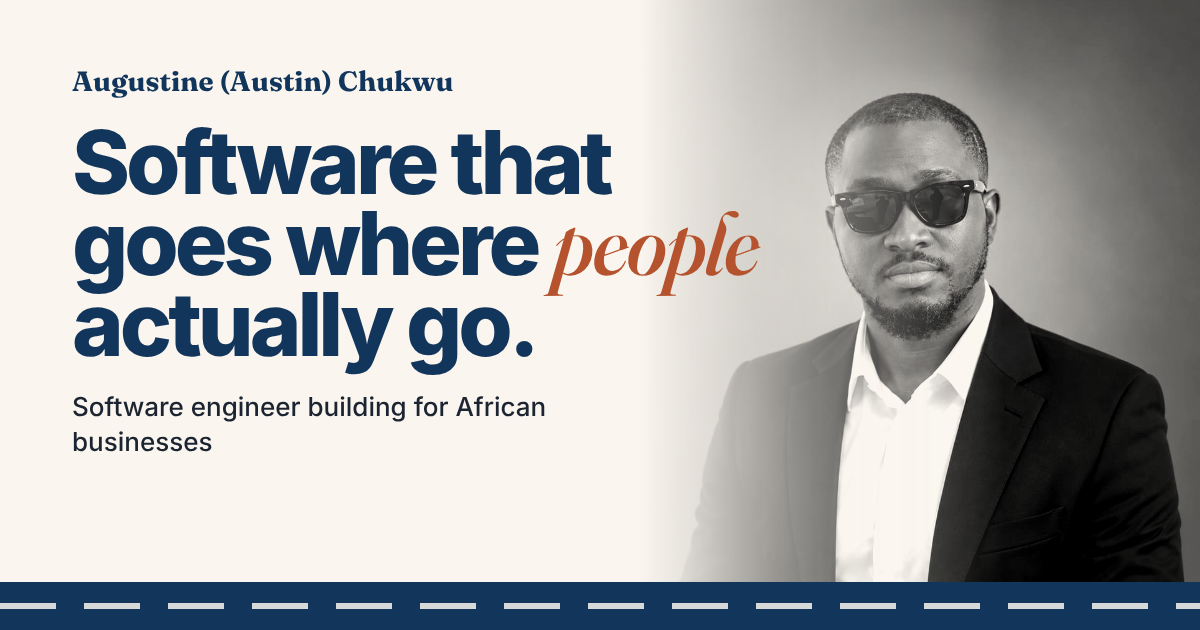 Augustine (Austin) Chukwu
Software that
goes where people
actually go.
Software engineer building for African
businesses